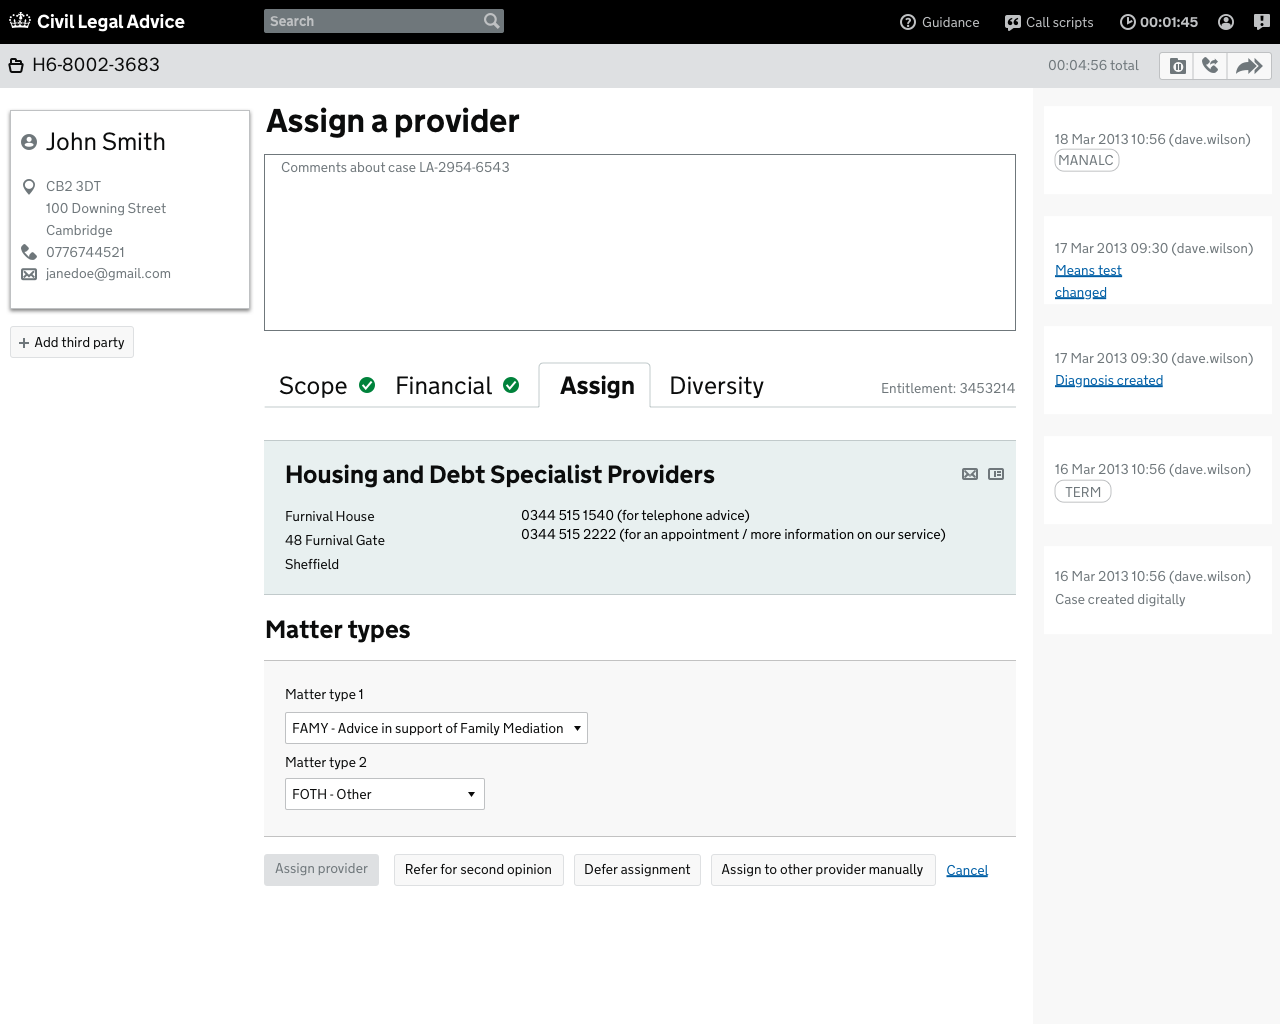 Civil Legal Advice
Search
Guidance
Call scripts
00:01:45
H6-8002-3683
00:04:56 total
John Smith
CB2 3DT
100 Downing Street
Cambridge
0776744521
janedoe@gmail.com
+ Add third party
Assign a provider
Comments about case LA-2954-6543
Scope
Financial
Assign
Diversity
Entitlement: 3453214
Housing and Debt Specialist Providers
Furnival House
48 Furnival Gate
Sheffield
0344 515 1540 (for telephone advice)
0344 515 2222 (for an appointment / more information on our service)
Matter types
Matter type 1
FAMY - Advice in support of Family Mediation
Matter type 2
FOTH - Other
Assign provider
Refer for second opinion
Defer assignment
Assign to other provider manually
Cancel
18 Mar 2013 10:56 (dave.wilson)
MANALC
17 Mar 2013 09:30 (dave.wilson)
Means test
changed
17 Mar 2013 09:30 (dave.wilson)
Diagnosis created
16 Mar 2013 10:56 (dave.wilson)
TERM
16 Mar 2013 10:56 (dave.wilson)
Case created digitally